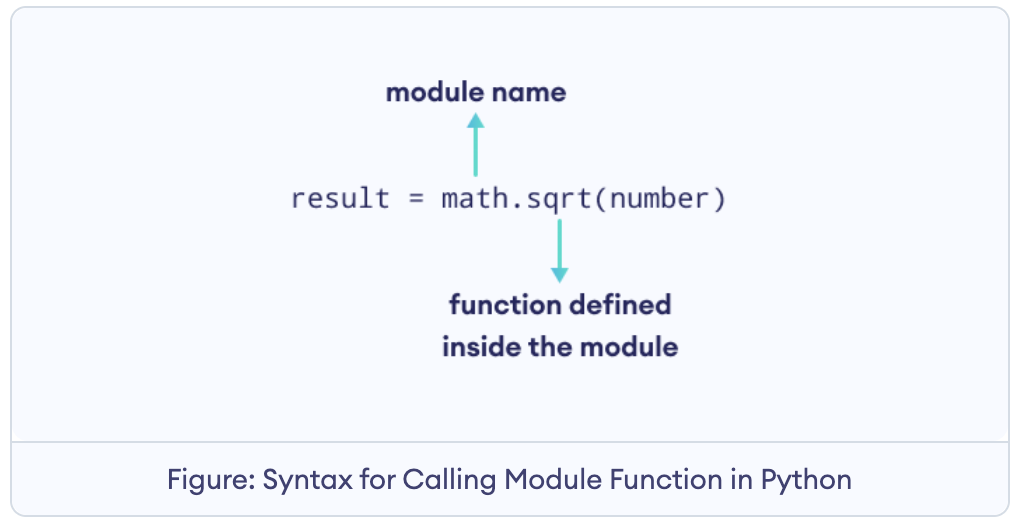 module name
result = math.sqrt(number)
function defined
inside the module
Figure: Syntax for Calling Module Function in Python